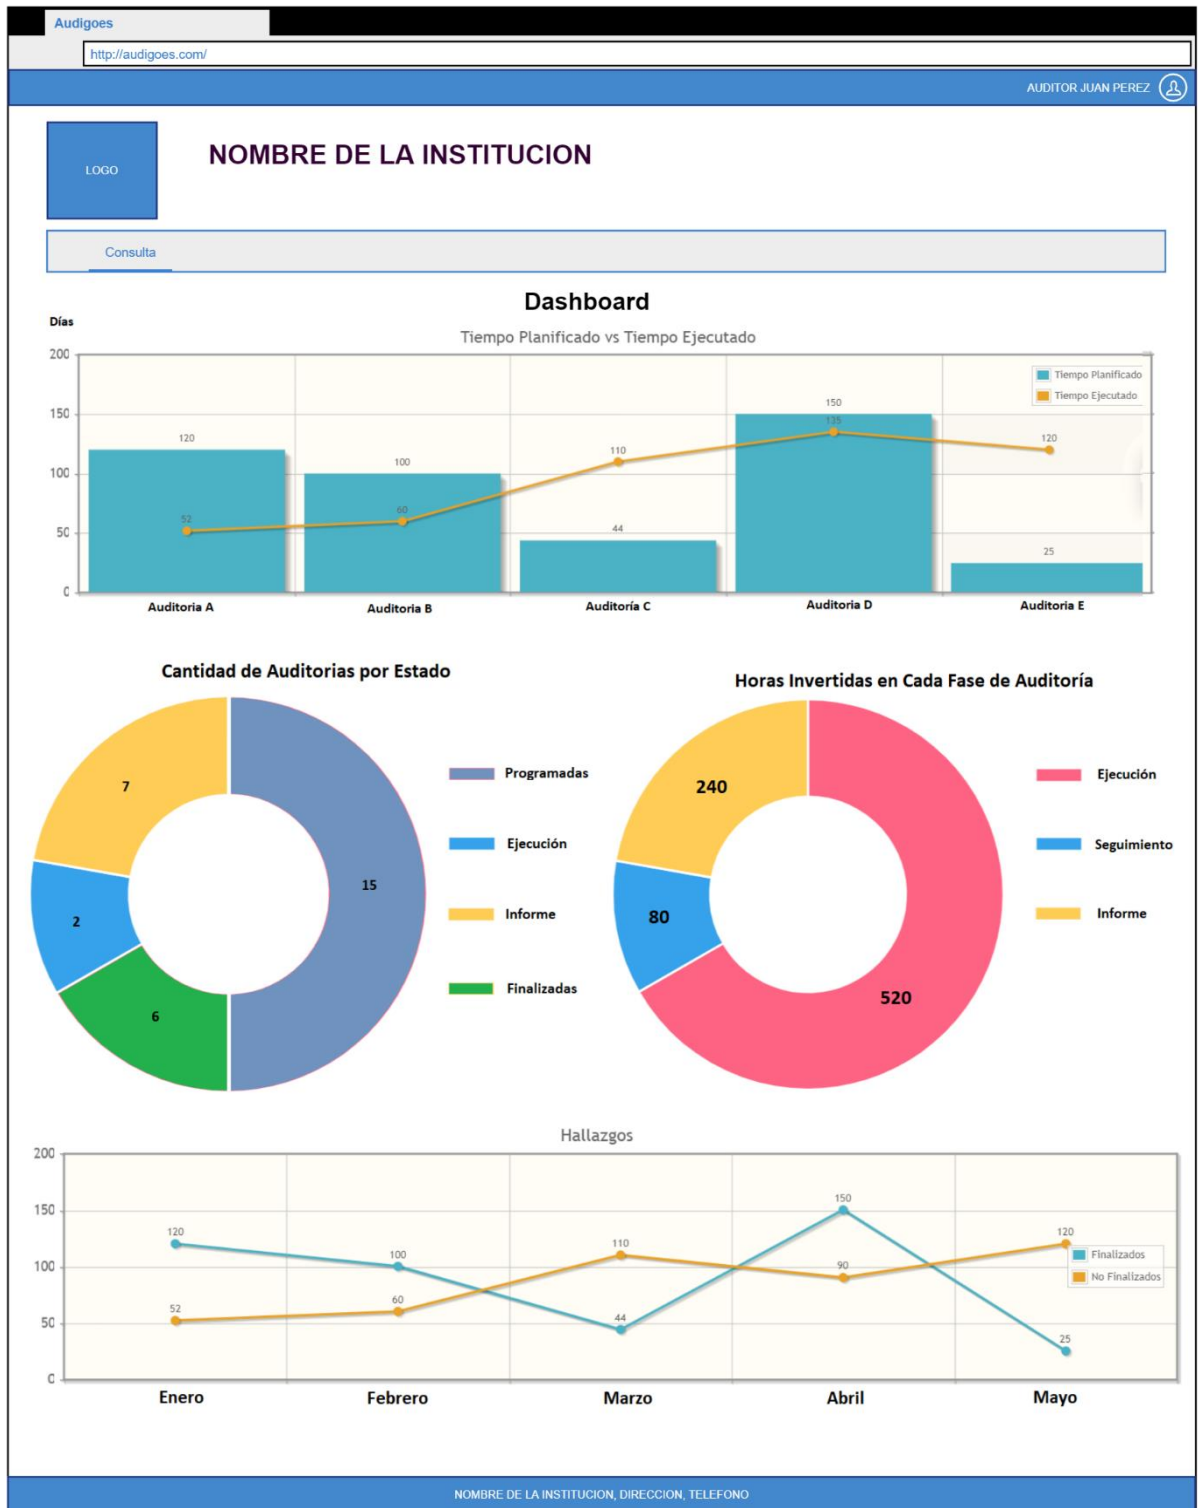 Audigoes
http://audigoes.com/
AUDITOR JUAN PEREZ
LOGO
NOMBRE DE LA INSTITUCION
Consulta
Dashboard
Días
Tiempo Planificado vs Tiempo Ejecutado
200
150
100
50
0
Tiempo Planificado
Tiempo Ejecutado
120
100
44
150
25
52
60
110
135
120
Auditoria A
Auditoria B
Auditoría C
Auditoria D
Auditoria E
Cantidad de Auditorias por Estado
7
2
6
15
Programadas
Ejecución
Informe
Finalizadas
Horas Invertidas en Cada Fase de Auditoría
240
80
520
Ejecución
Seguimiento
Informe
Hallazgos
200
150
100
50
0
120
100
44
150
25
52
60
110
90
120
Finalizados
No Finalizados
Enero
Febrero
Marzo
Abril
Mayo
NOMBRE DE LA INSTITUCION, DIRECCION, TELEFONO